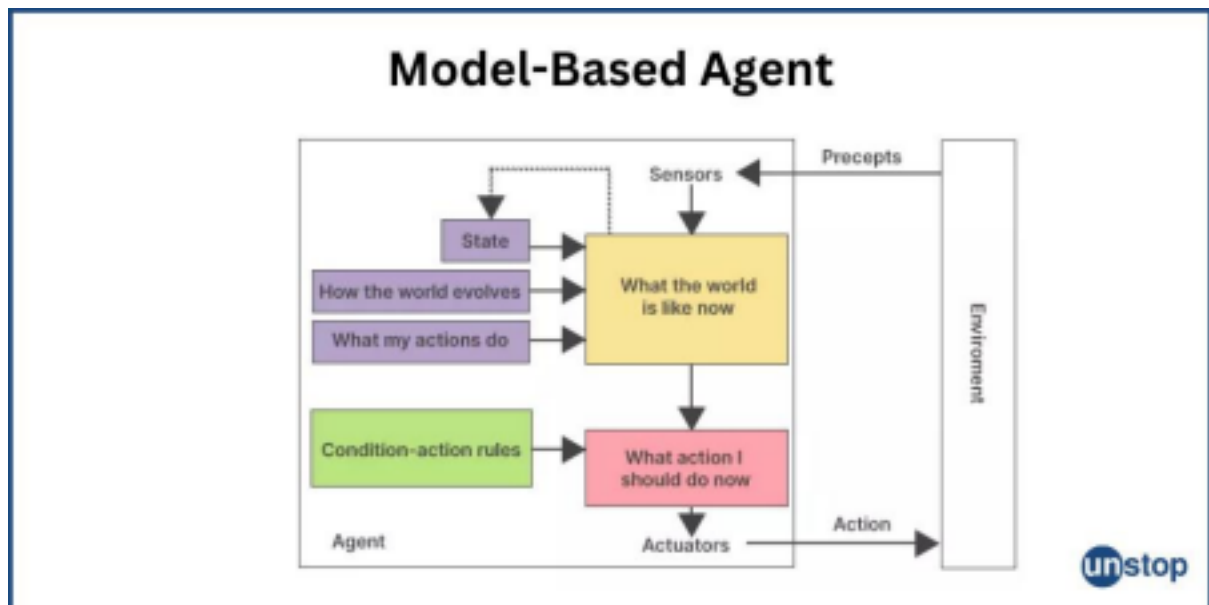 Model-Based Agent
Precepts
Sensors
State
How the world evolves
What my actions do
What the world
is like now
Enviroment
Condition-action rules
What action I
should do now
Agent
Actuators
Action
unstop